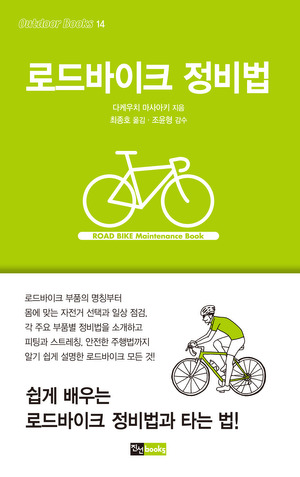 Outdoor Books 14
로드바이크 정비법
다케우치 마사아키 지음
최종호 옮김 · 조윤형 감수
ROAD BIKE Maintenance Book
로드바이크 부품의 명칭부터
몸에 맞는 자전거 선택과 일상 점검,
각 주요 부품별 정비법을 소개하고
피팅과 스트레칭, 안전한 주행법까지
알기 쉽게 설명한 로드바이크 모든 것!
쉽게 배우는
로드바이크 정비법과 타는 법!
진선 books